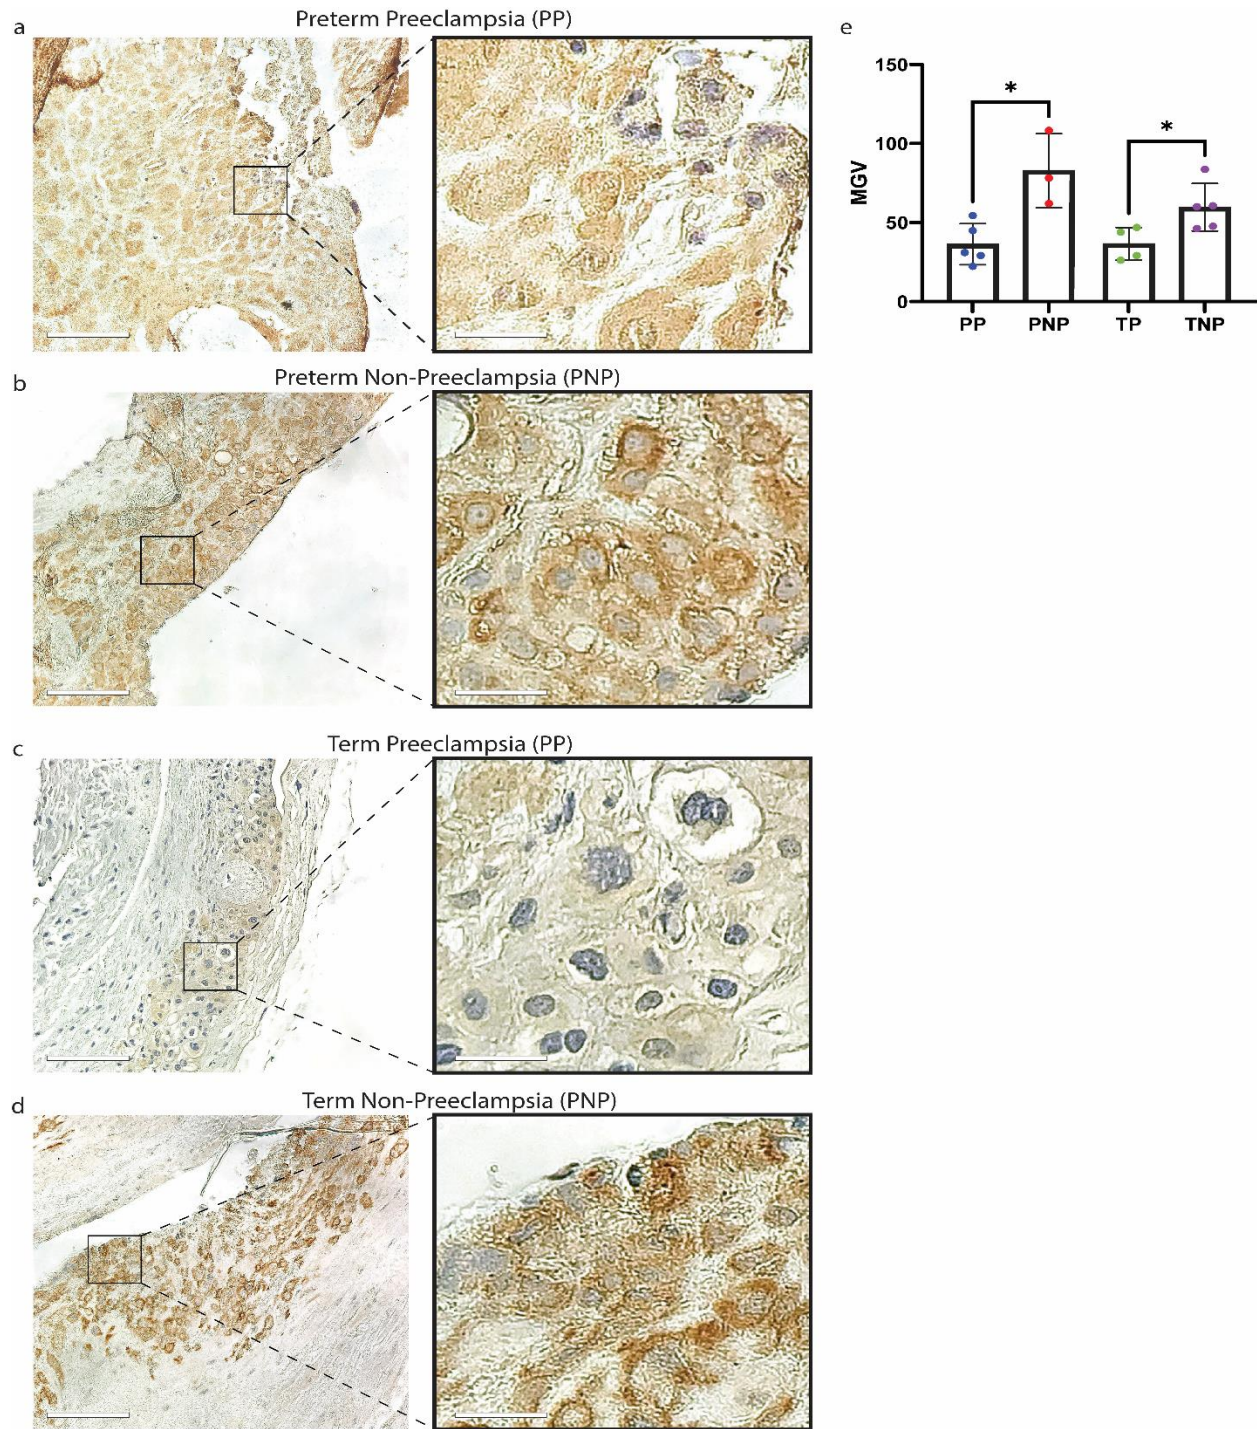 a
Preterm Preeclampsia (PP)
b
Preterm Non-Preeclampsia (PNP)
c
Term Preeclampsia (PP)
d
Term Non-Preeclampsia (PNP)
e
150
100
50
0
MGV
*
*
PP PNP TP TNP